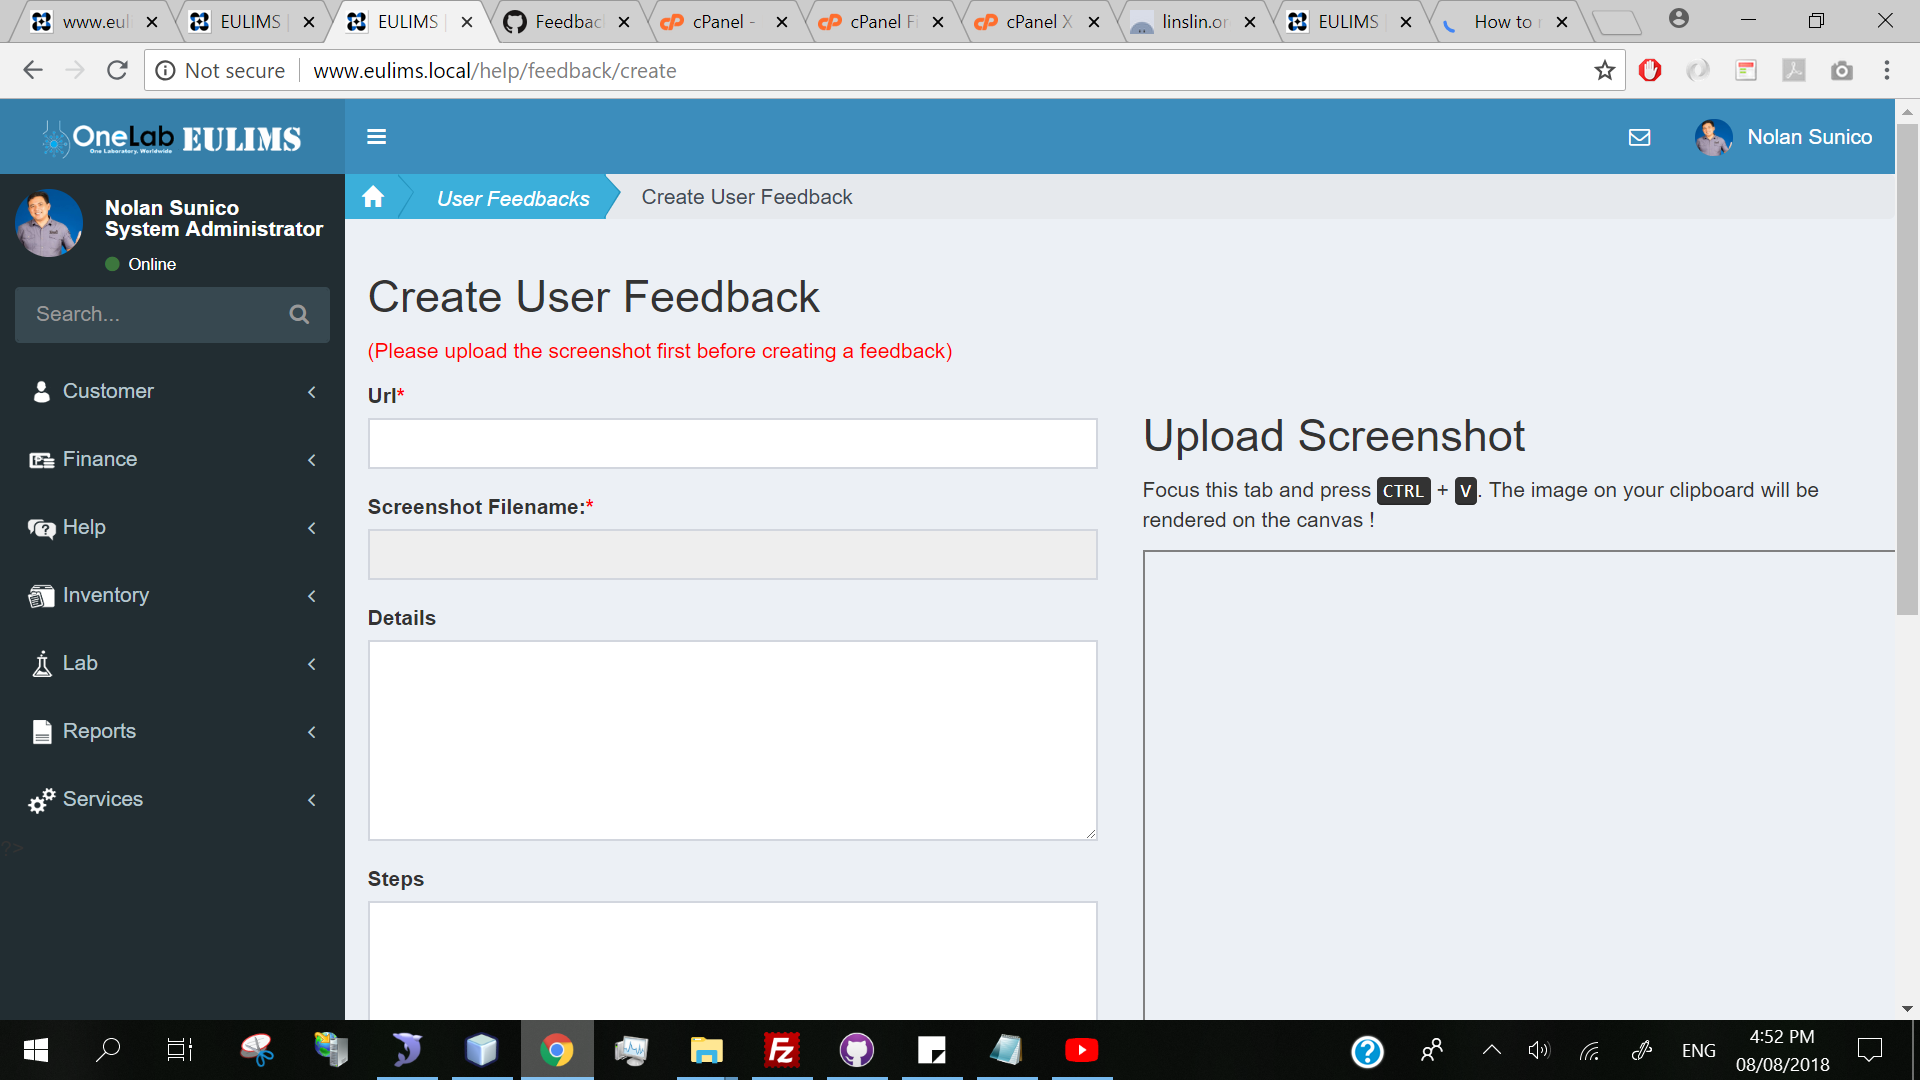 www.eul
EULIMS
EULIMS
Feedbac
cPanel -
cPanel Fi
cPanel X
linslin.or
EULIMS
How to
Not secure
www.eulims.local/help/feedback/create
OneLab EULIMS
One Laboratory, Worldwide
Nolan Sunico
User Feedbacks
Create User Feedback
Nolan Sunico
System Administrator
Online
Search...
Customer
Finance
Help
Inventory
Lab
Reports
Services
?>
Create User Feedback
(Please upload the screenshot first before creating a feedback)
Url*
Screenshot Filename:*
Details
Steps
Upload Screenshot
Focus this tab and press CTRL + V. The image on your clipboard will be
rendered on the canvas !
ENG
4:52 PM
08/08/2018